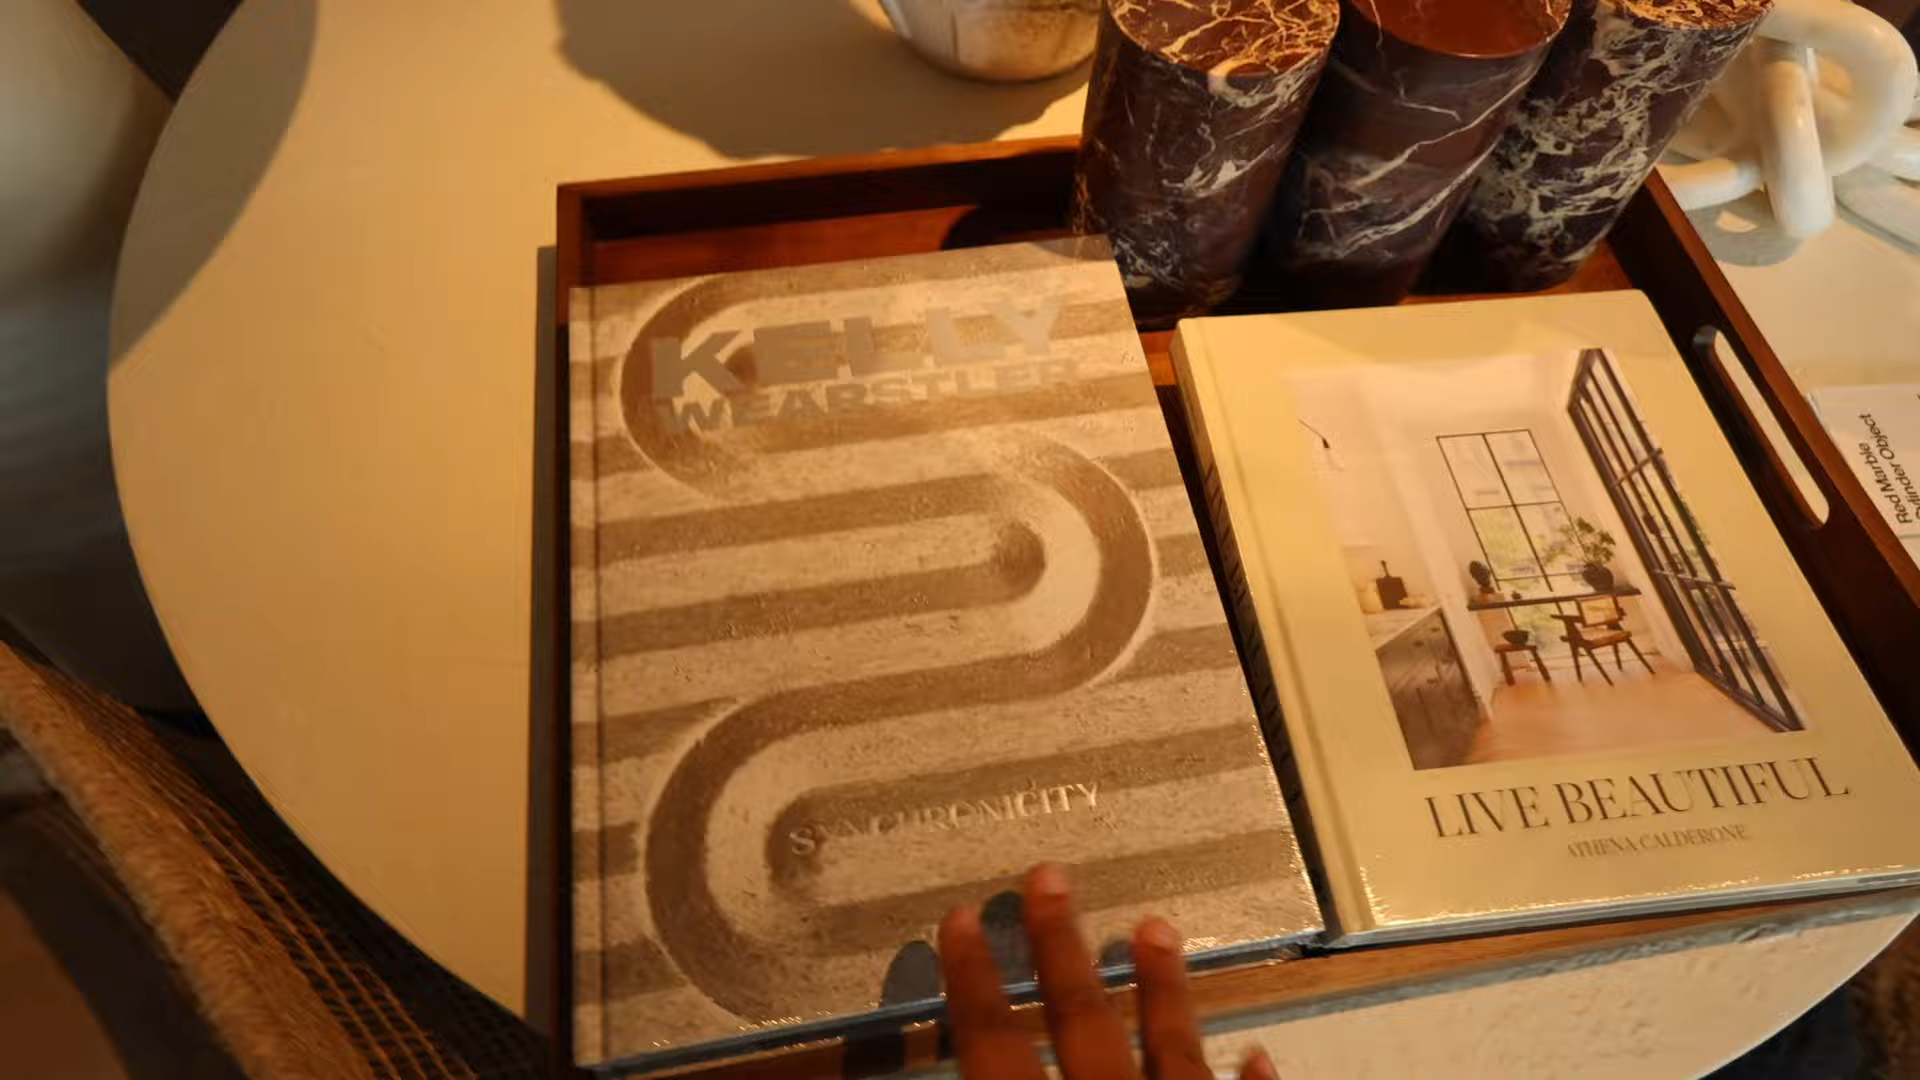 KELLY
WEARSTLER
SYNCHRONICITY
LIVE BEAUTIFUL
ATHENA CALDERONE
Red Marble
Cylinder Object